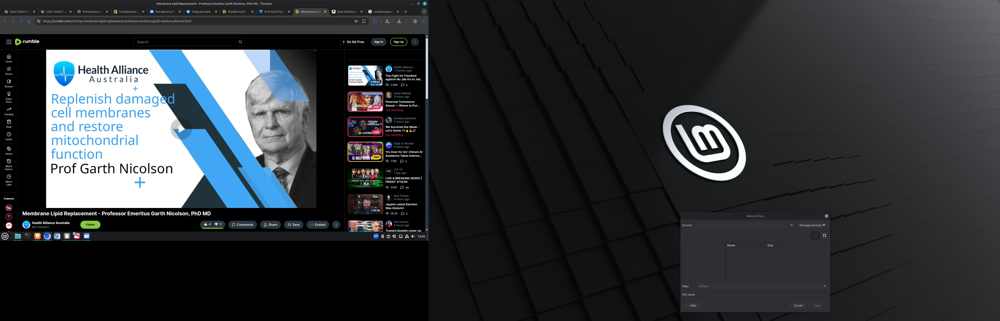 Membrane Lipid Replacement - Professor Emeritus Garth Nicolson, PhD MD - Thorium
Chat | M365 Co
Chat | M365 Co
Presentation.p
Troubleshoot D
Pam Bondi grill
Telegram Web
Rumble Auth
Prof Garth Nico
Membrane Lip
Stop Imflamma
cardiomyopath
https://rumble.com/v6z7hay-membrane-lipid-replacement-professor-emeritus-garth-nicolson-phd-md.html
rumble
Search
Go Ad-Free
Sign In
Sign Up
Home
Shorts
Browse
Editor
Picks
Trending
Shop
Latest
Library
Watch
History
Watch
Later
Featured
Health Alliance
Australia
Replenish damaged
cell membranes
and restore
mitochondrial
function
Prof Garth Nicolson
Membrane Lipid Replacement - Professor Emeritus Garth Nicolson, PhD MD
Health Alliance Australia
902 followers
Follow
4
0
Comments
Share
Save
<> Embed
1:28:52
Health Alliance...
7 months ago
The Fight for Freedom
against No Jab Go to Jail...
2.66K 5
LIVE
Sarah Westall
3 hours ago
Financial Turbulence
Ahead — Where to Put...
122 watching
FRIDAY
NIGHT
TAKEOVER
rumble
LIVE
SavageJayGatsby
2 hours ago
We Survived the Week –
Let's Game 🎮🔥💪🎉
155 watching
IS HOLLYWOOD
DVR
Edge of Wonder
4 hours ago
'It's Over for Us': China's AI
Seedance Takes Interne...
7.19K 3
FRIDAY ALL-DAY STREAM
LFA
LFA TV
1 day ago
LIVE & BREAKING NEWS! |
FRIDAY 2/13/26
234K 46
1:16:36
Nick Freitas
4 hours ago
Japans Latest Election
Was Historic!
28.2K 5
Kim Iversen
5 hours ago
Trump's Epstein cover-up
8
zm
13:05
Remote Files
Service:
Manage services
Name Size
Filter All files
File name
Help
Cancel
Open